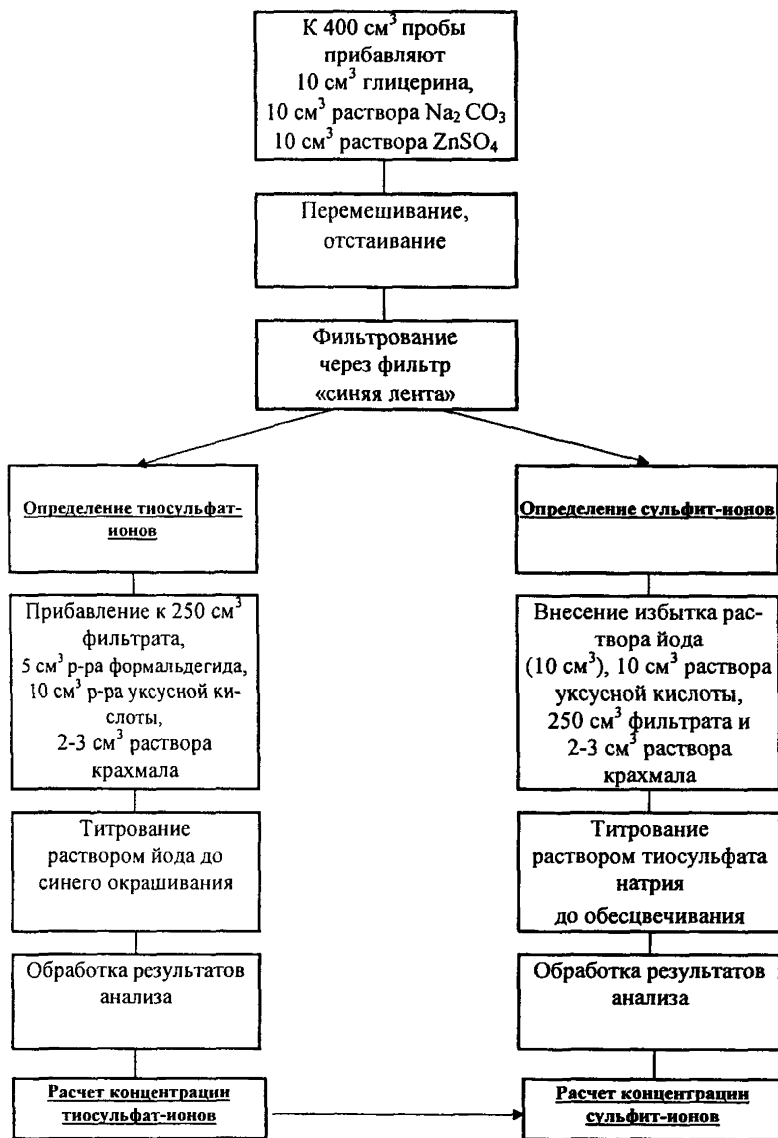 К 400 см³ пробы
прибавляют
10 см³ глицерина,
10 см³ раствора Na₂ CO₃
10 см³ раствора ZnSO₄
Перемешивание,
отстаивание
Фильтрование
через фильтр
«синяя лента»
Определение тиосульфат-
ионов
Прибавление к 250 см³
фильтрата,
5 см³ р-ра формальдегида,
10 см³ р-ра уксусной ки-
слоты,
2-3 см³ раствора
крахмала
Титрование
раствором йода до
синего окрашивания
Обработка результатов
анализа
Расчет концентрации
тиосульфат-ионов
Определение сульфит-ионов
Внесение избытка рас-
твора йода
(10 см³), 10 см³ раствора
уксусной кислоты,
250 см³ фильтрата и
2-3 см³ раствора
крахмала
Титрование
раствором тиосульфата
натрия
до обесцвечивания
Обработка результатов
анализа
Расчет концентрации
сульфит-ионов